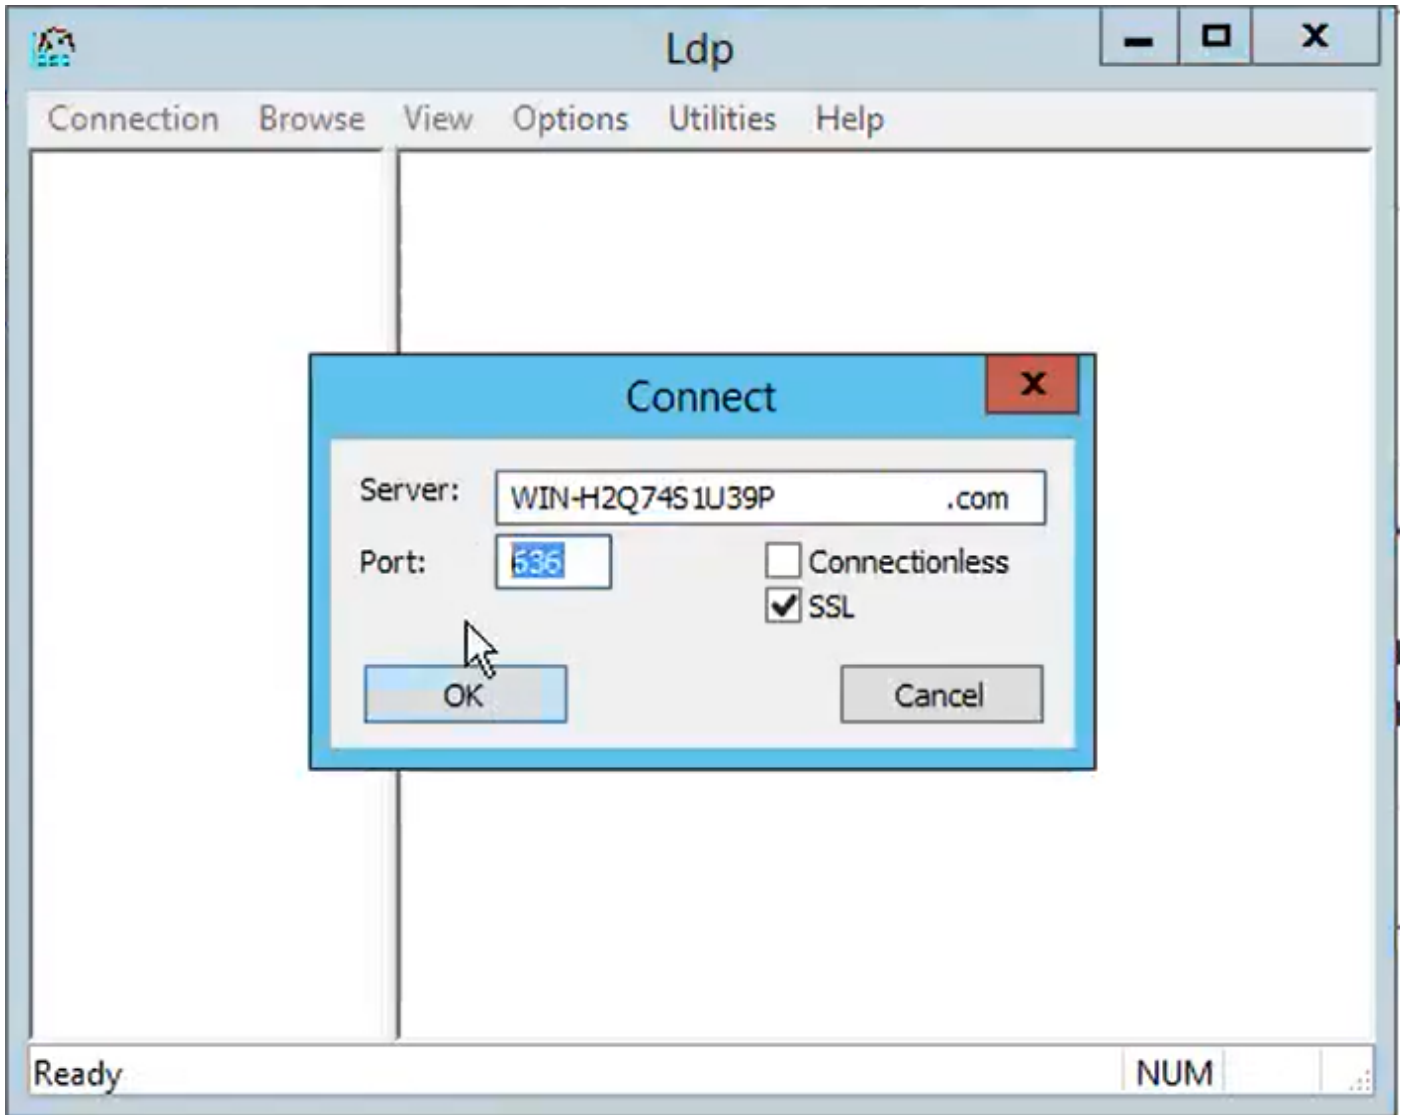 Ldp
Connection Browse View Options Utilities Help
Connect
Server: WIN-H2Q74S1U39P .com
Port: 636 Connectionless
SSL
OK Cancel
Ready NUM